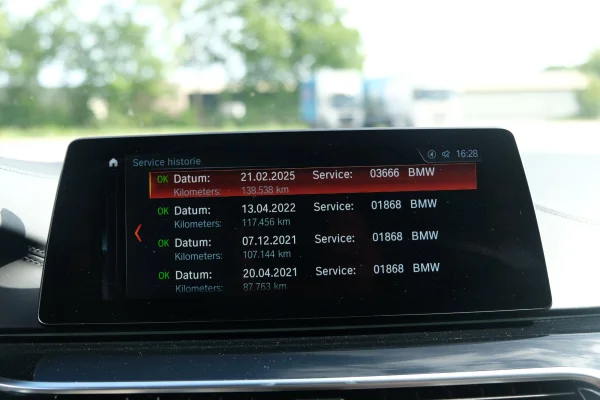 Service historie
16:28
OK Datum: 21.02.2025 Service: 03666 BMW
Kilometers: 138.538 km
OK Datum: 13.04.2022 Service: 01868 BMW
Kilometers: 117.456 km
OK Datum: 07.12.2021 Service: 01868 BMW
Kilometers: 107.144 km
OK Datum: 20.04.2021 Service: 01868 BMW
Kilometers: 87.763 km